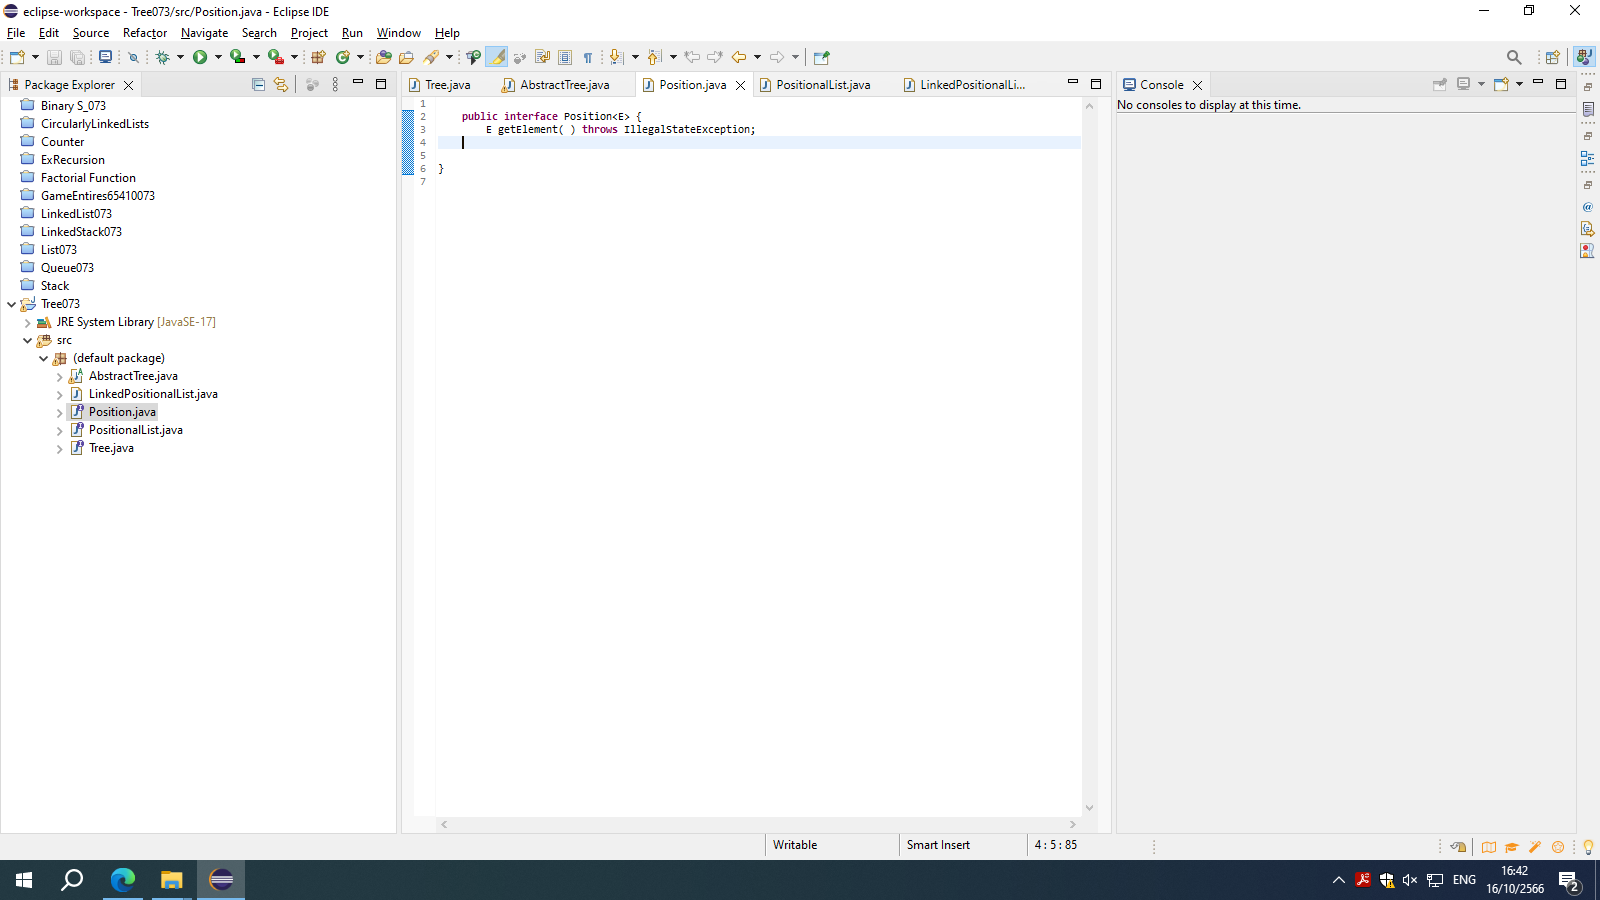 eclipse-workspace - Tree073/src/Position.java - Eclipse IDE
File Edit Source Refactor Navigate Search Project Run Window Help
Package Explorer
Binary S_073
CircularlyLinkedLists
Counter
ExRecursion
Factorial Function
GameEntires65410073
LinkedList073
LinkedStack073
List073
Queue073
Stack
Tree073
JRE System Library [JavaSE-17]
src
(default package)
AbstractTree.java
LinkedPositionalList.java
Position.java
PositionalList.java
Tree.java
Tree.java AbstractTree.java Position.java PositionalList.java LinkedPositionalLi...
1
2 public interface Position<E> {
3 E getElement( ) throws IllegalStateException;
4
5
6 }
7
Console
No consoles to display at this time.
Writable Smart Insert 4 : 5 : 85
ENG
16:42
16/10/2566
2